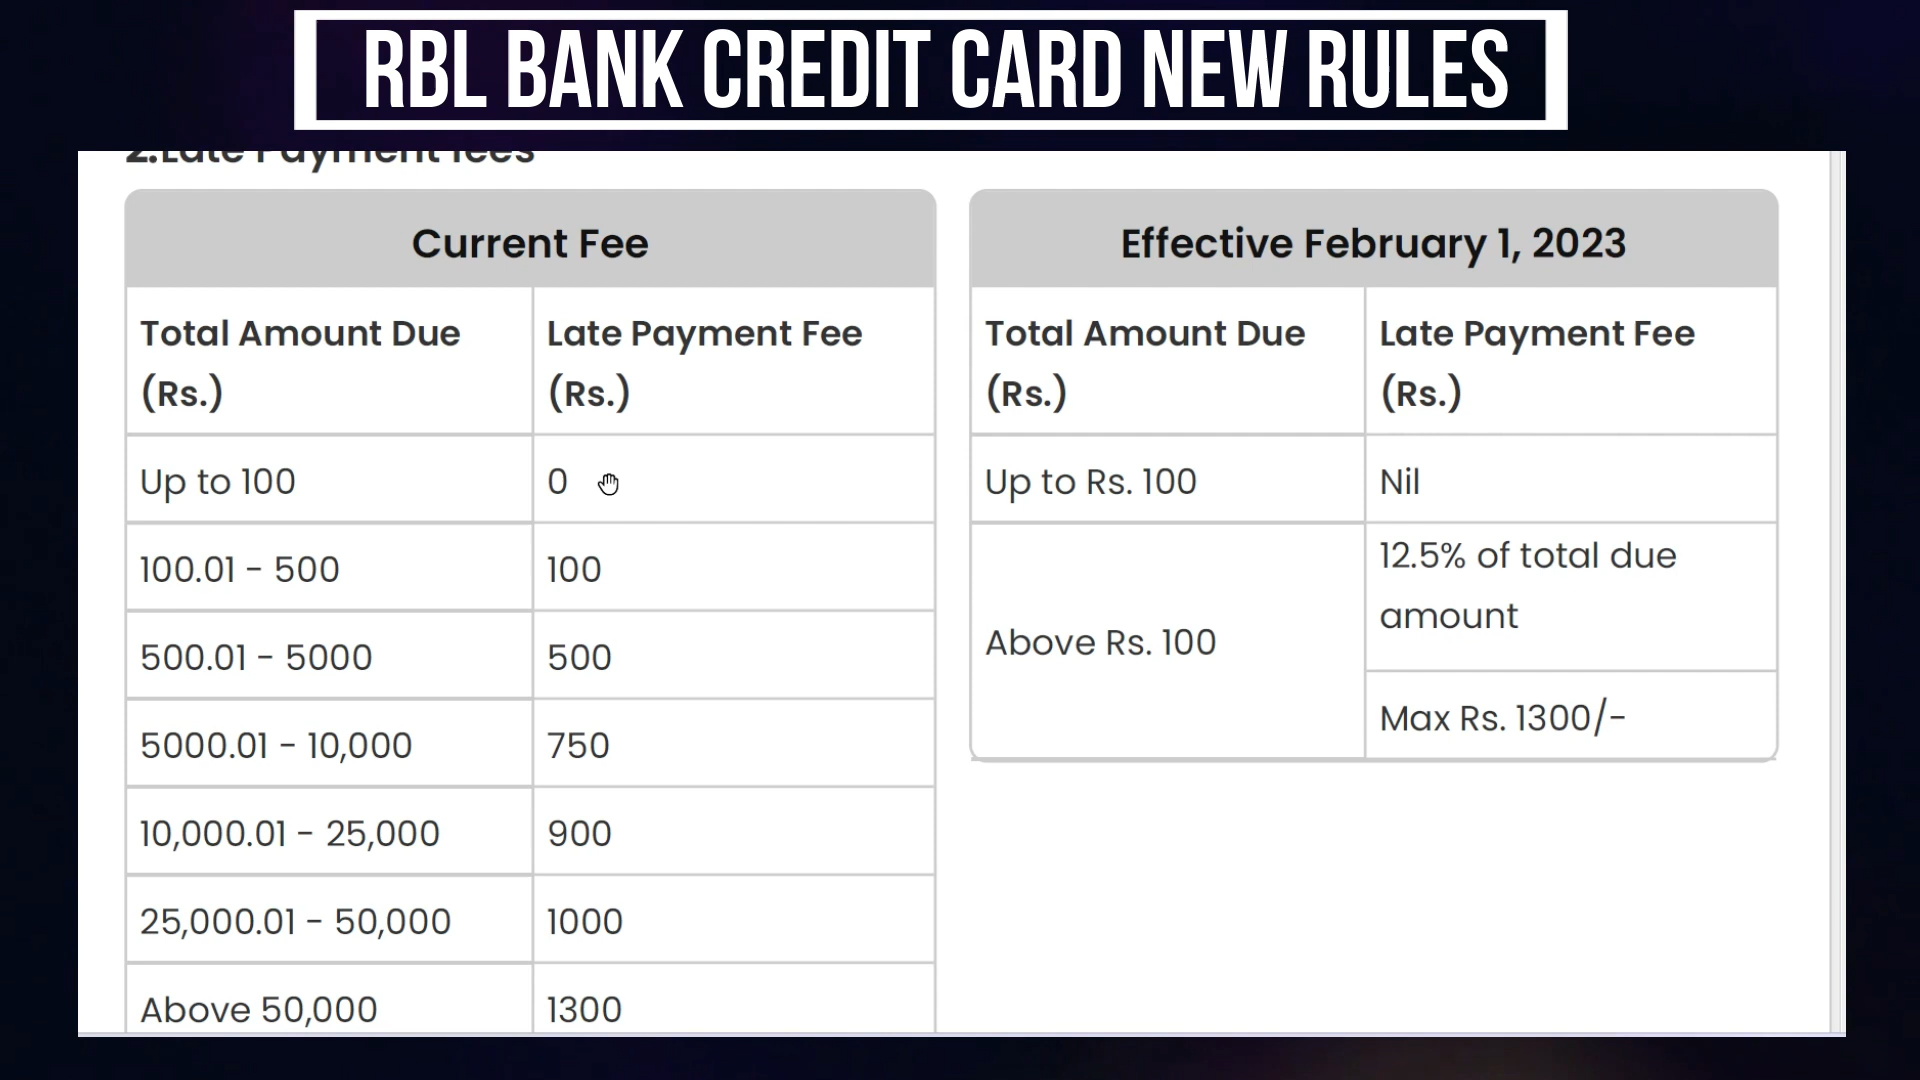 RBL BANK CREDIT CARD NEW RULES
2.Late Payment fees
Current Fee
Total Amount Due (Rs.)
Late Payment Fee (Rs.)
Up to 100
0
100.01 - 500
100
500.01 - 5000
500
5000.01 - 10,000
750
10,000.01 - 25,000
900
25,000.01 - 50,000
1000
Above 50,000
1300
Effective February 1, 2023
Total Amount Due (Rs.)
Late Payment Fee (Rs.)
Up to Rs. 100
Nil
Above Rs. 100
12.5% of total due
amount
Max Rs. 1300/-